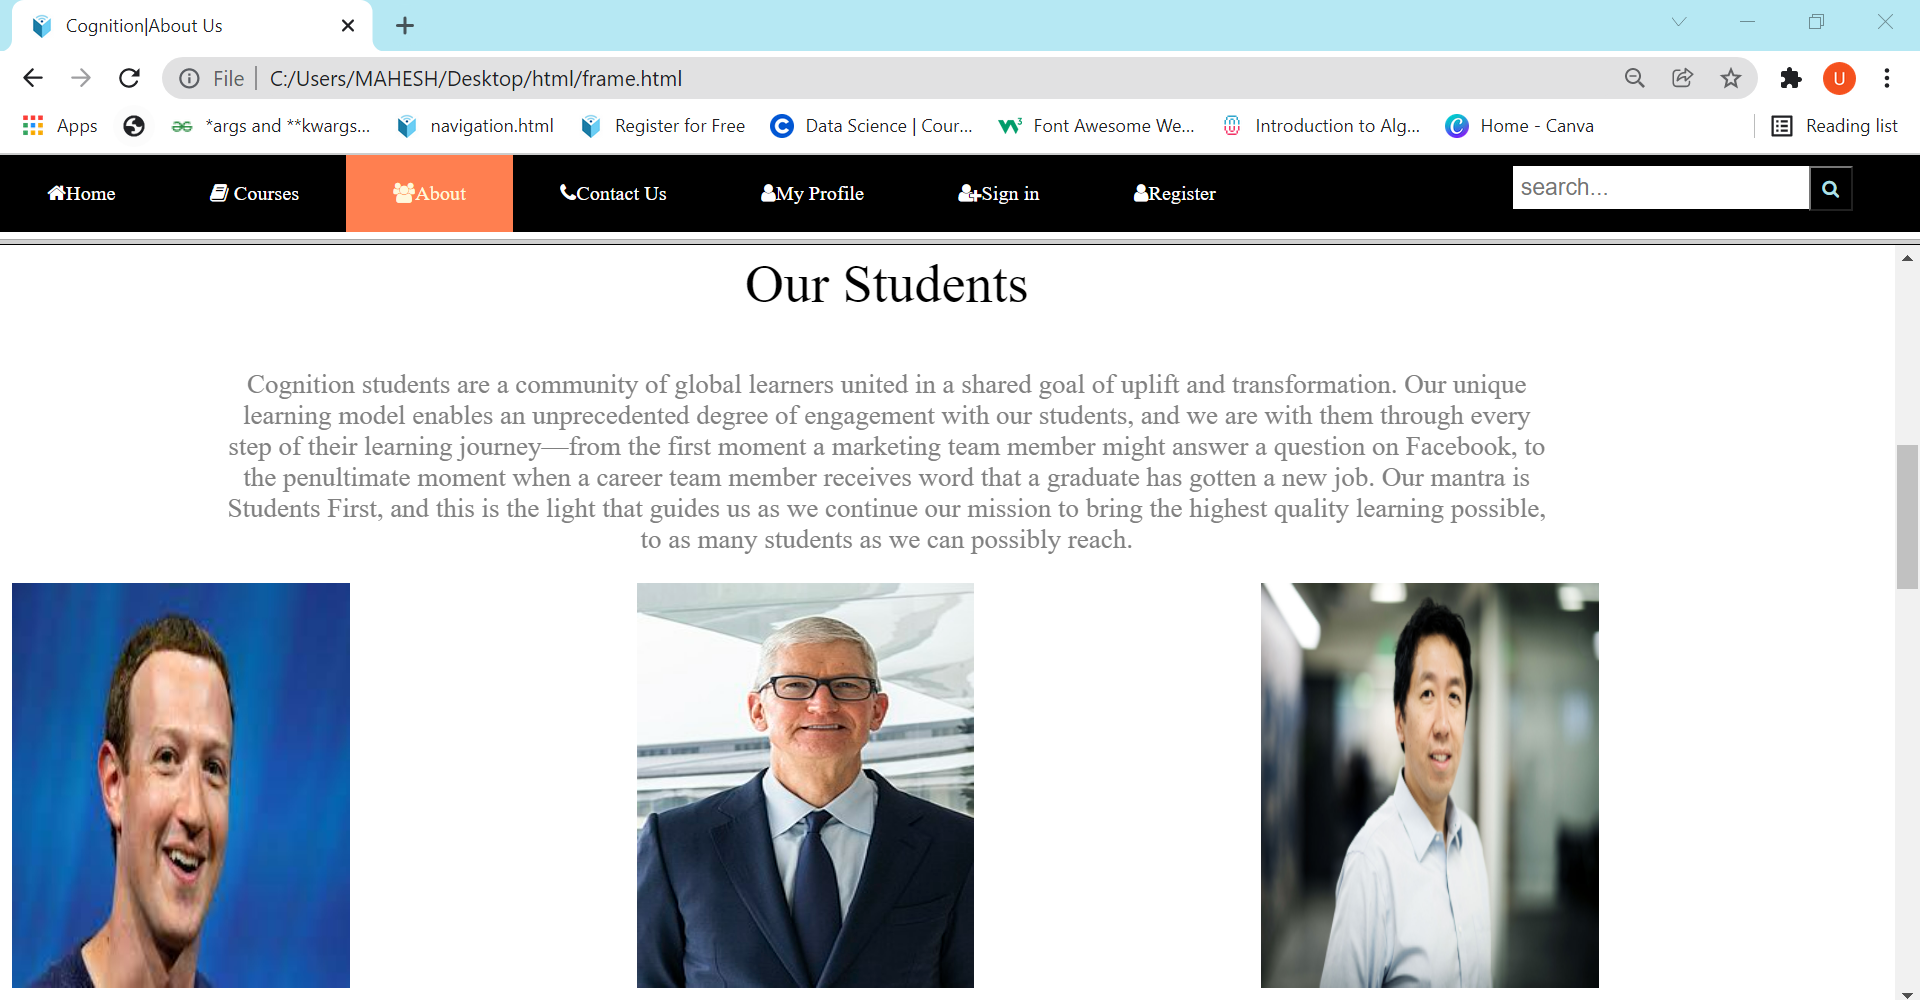 Cognition|About Us
File
C:/Users/MAHESH/Desktop/html/frame.html
U
Apps
*args and **kwargs...
navigation.html
Register for Free
Data Science | Cour...
Font Awesome We...
Introduction to Alg...
Home - Canva
Reading list
Home
Courses
About
Contact Us
My Profile
Sign in
Register
search...
Our Students
Cognition students are a community of global learners united in a shared goal of uplift and transformation. Our unique
learning model enables an unprecedented degree of engagement with our students, and we are with them through every
step of their learning journey—from the first moment a marketing team member might answer a question on Facebook, to
the penultimate moment when a career team member receives word that a graduate has gotten a new job. Our mantra is
Students First, and this is the light that guides us as we continue our mission to bring the highest quality learning possible,
to as many students as we can possibly reach.